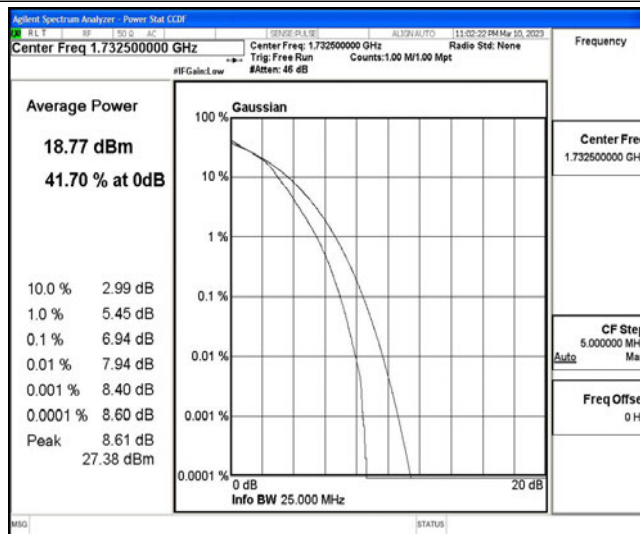 Agilent Spectrum Analyzer - Power Stat CCDF
RLT RF 50 Ω AC SENSE:PULSE ALIGN AUTO 11:02:22 PM Mar 10, 2023
Center Freq 1.732500000 GHz
Center Freq: 1.732500000 GHz Radio Std: None
Trig: Free Run Counts:1.00 M/1.00 Mpt
#IFGain:Low #Atten: 46 dB
Frequency
Average Power
18.77 dBm
41.70 % at 0dB
10.0 % 2.99 dB
1.0 % 5.45 dB
0.1 % 6.94 dB
0.01 % 7.94 dB
0.001 % 8.40 dB
0.0001 % 8.60 dB
Peak 8.61 dB
27.38 dBm
Gaussian
100 %
10 %
1 %
0.1 %
0.01 %
0.001 %
0.0001 %
0 dB 20 dB
Info BW 25.000 MHz
Center Fre
1.732500000 GH
CF Ste
5.000000 MH
Auto Ma
Freq Offse
0 H
MSG STATUS